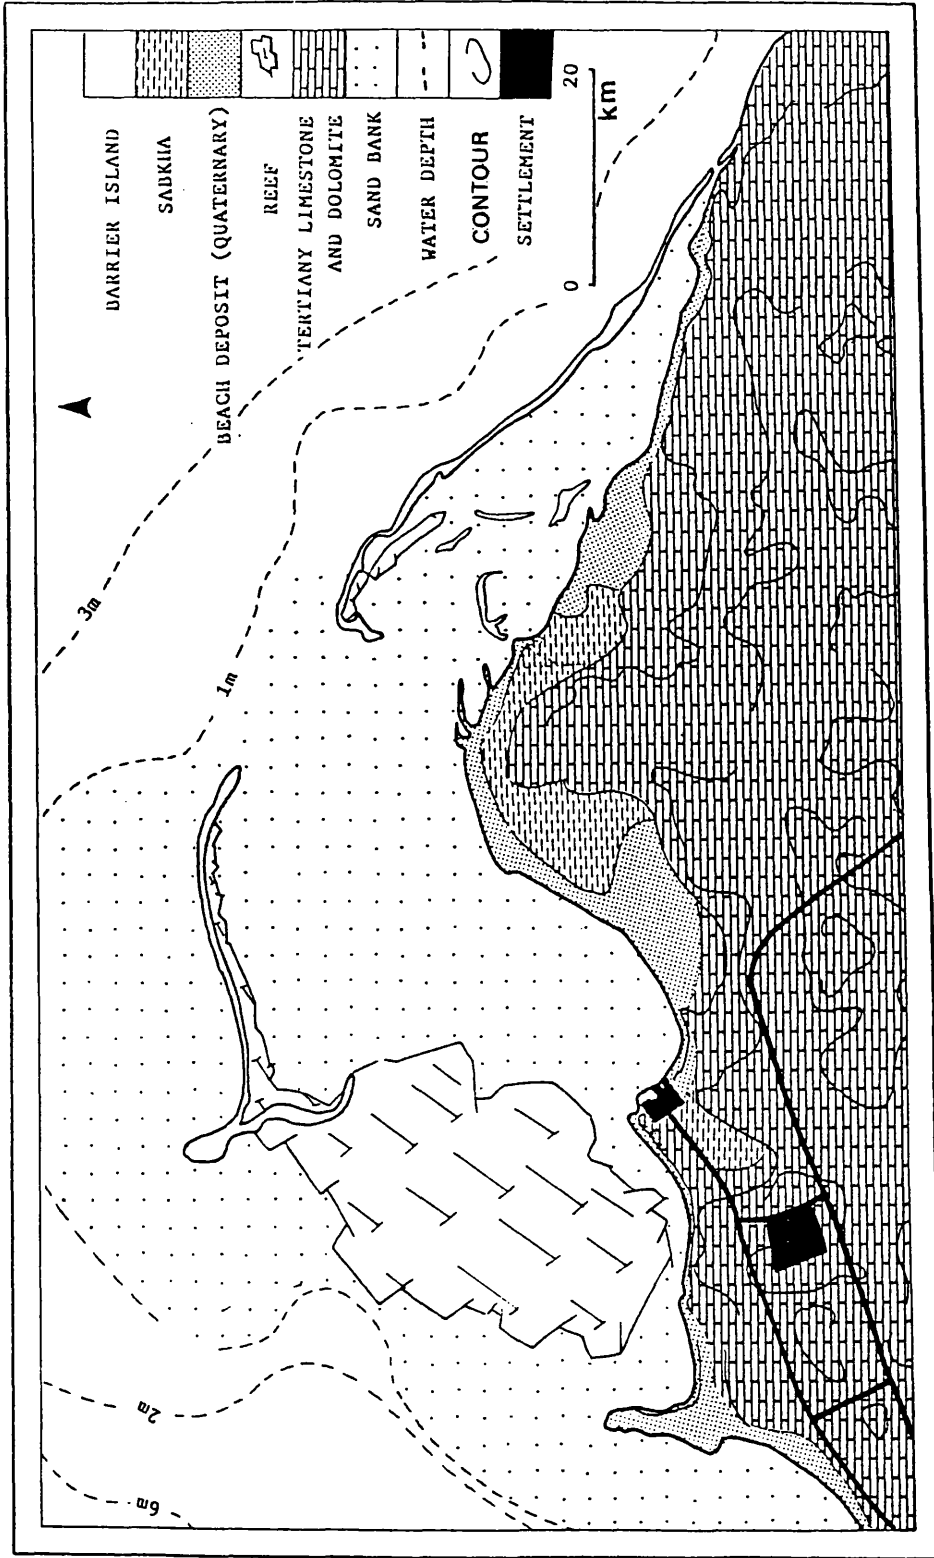 BARRIER ISLAND
SABKHA
BEACH DEPOSIT (QUATERNARY)
REEF
TERTIANY LIMESTONE
AND DOLOMITE
SAND BANK
WATER DEPTH
CONTOUR
SETTLEMENT
0
20
km
3m
1m
2m
6m